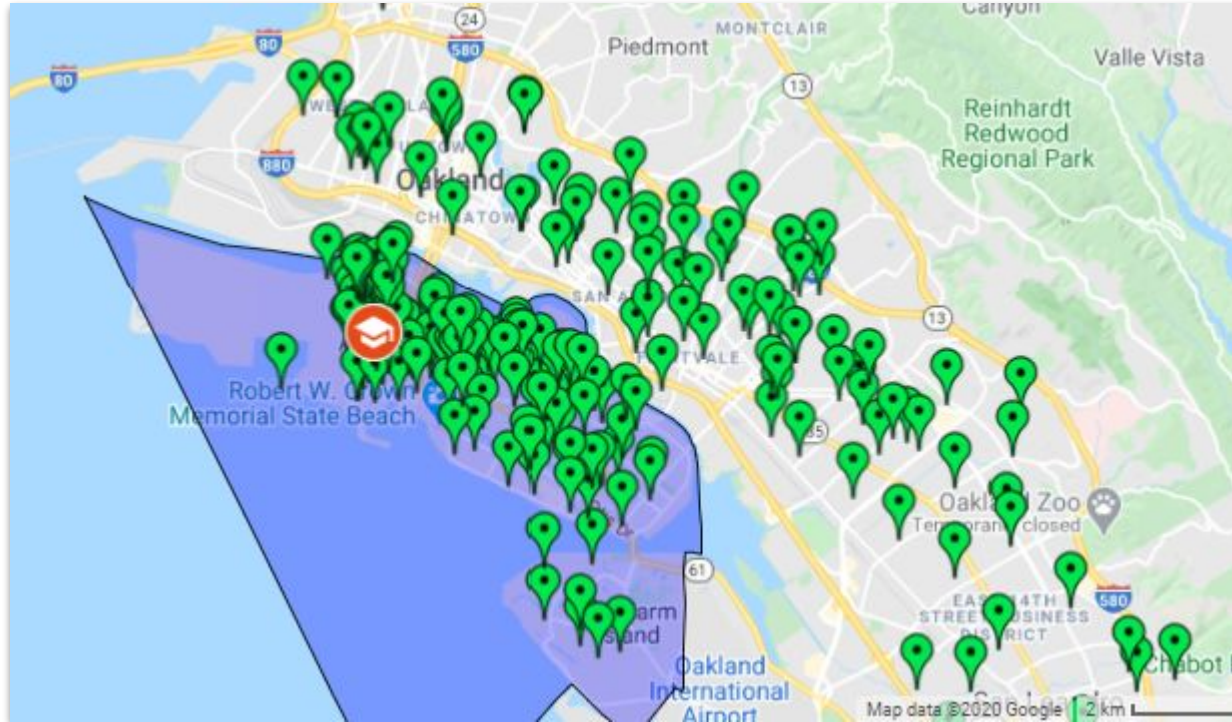 Canyon
24
MONTCLAIR
80
580
Piedmont
Valle Vista
80
13
Reinhardt
Redwood
Regional Park
880
Oakland
CHINATOWN
SAN
13
Robert W. Crown
Memorial State Beach
Oakland Zoo
Temporarily closed
61
580
EAST 14TH
STREET BUSINESS
DISTRICT
Chabot
Oakland
International
Airport
Map data ©2020 Google
2 km